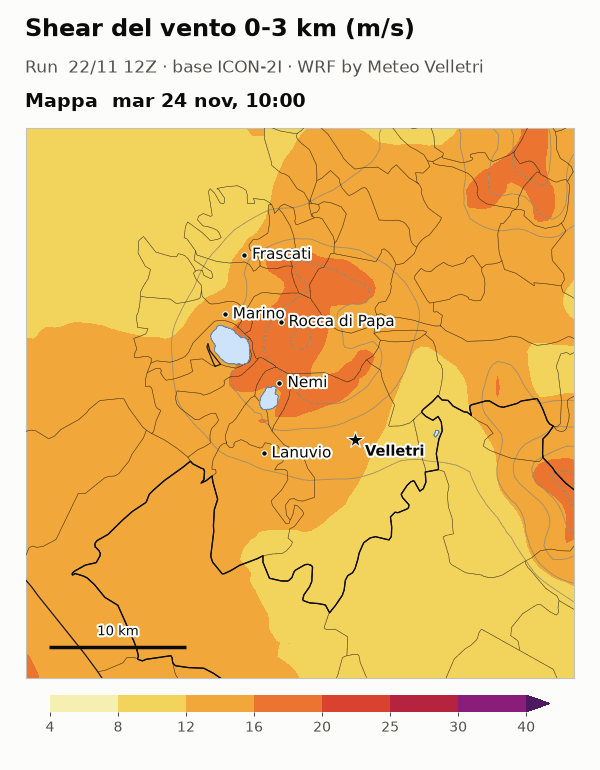 Shear del vento 0-3 km (m/s)
Run  22/11 12Z · base ICON-2I · WRF by Meteo Velletri
Mappa  mar 24 nov, 10:00
Frascati
Marino
Rocca di Papa
Nemi
Velletri
Lanuvio
10 km
4 8 12 16 20 25 30 40